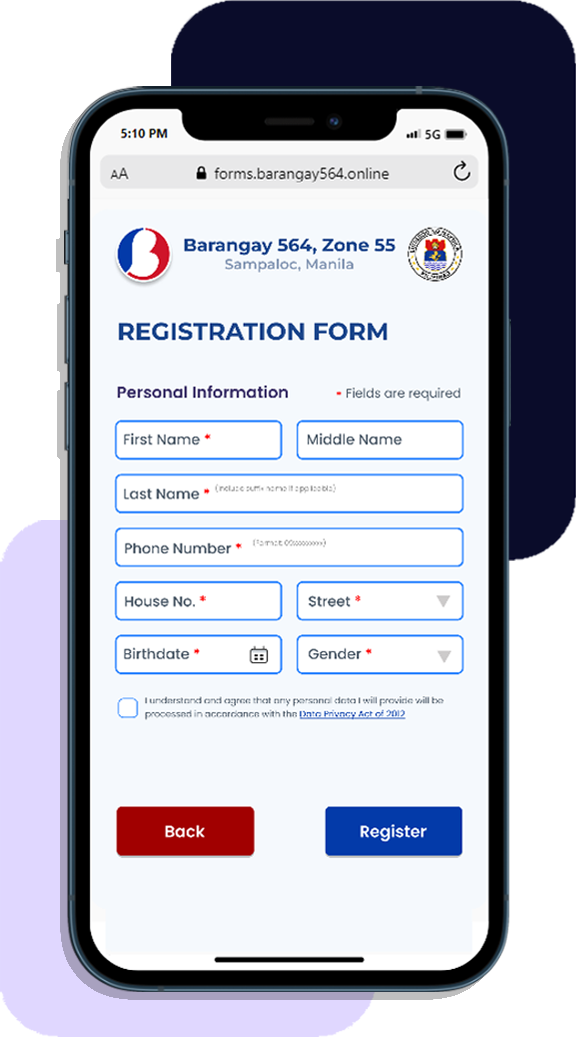 5:10 PM
5G
AA
forms.barangay564.online
Barangay 564, Zone 55
Sampaloc, Manila
REGISTRATION FORM
Personal Information
* Fields are required
First Name *
Middle Name
Last Name * (Include suffix name if applicable)
Phone Number *
House No. *
Street *
Birthdate *
Gender *
I understand and agree that any personal data I will provide will be
processed in accordance with the Data Privacy Act of 2012
Back
Register